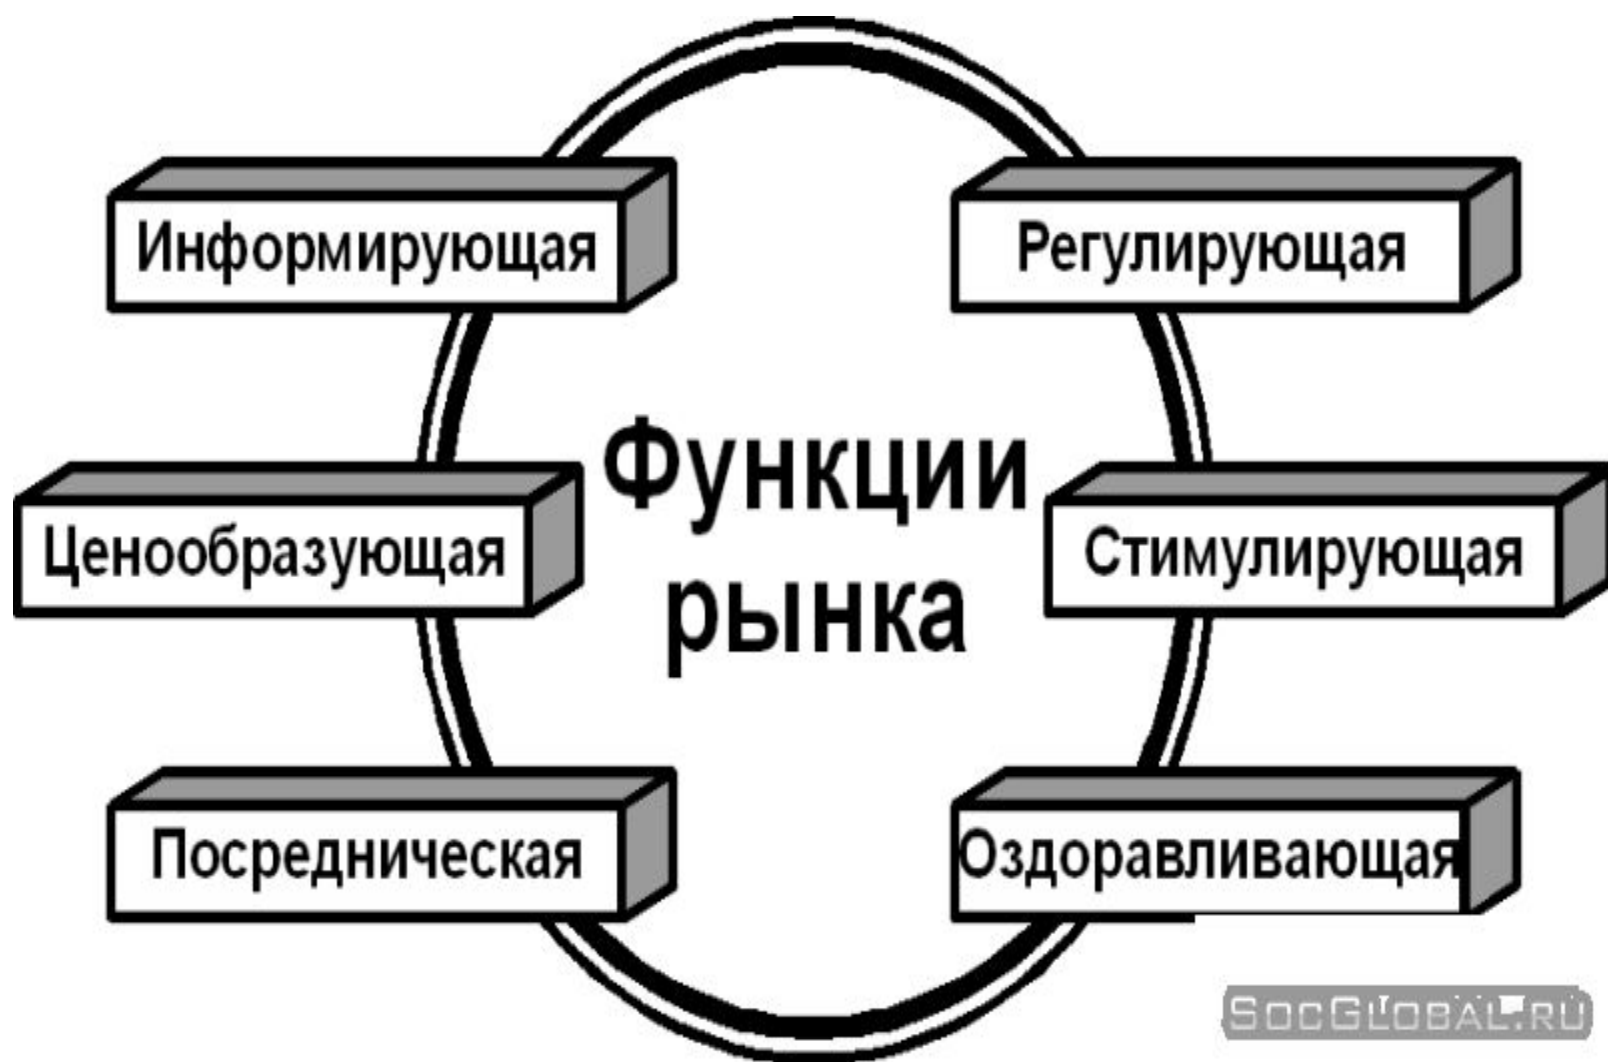 Информирующая
Регулирующая
Функции
рынка
Ценообразующая
Стимулирующая
Посредническая
Оздоравливающая
SOCGLOBAL.RU